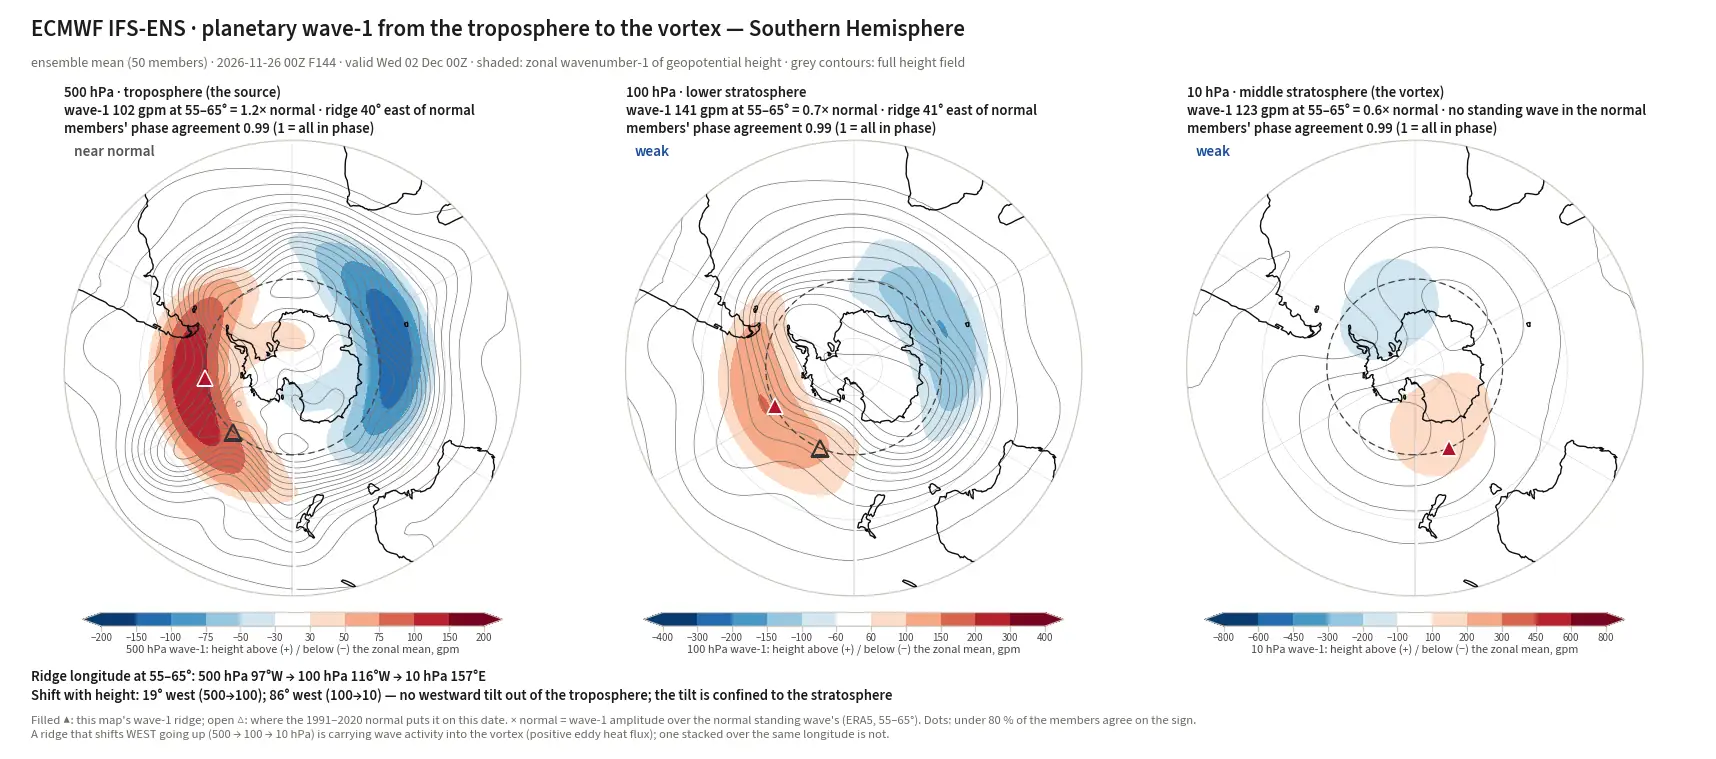 ECMWF IFS-ENS · planetary wave-1 from the troposphere to the vortex — Southern Hemisphere
ensemble mean (50 members) · 2026-11-26 00Z F144 · valid Wed 02 Dec 00Z · shaded: zonal wavenumber-1 of geopotential height · grey contours: full height field
500 hPa · troposphere (the source)
wave-1 102 gpm at 55–65° = 1.2× normal · ridge 40° east of normal
members' phase agreement 0.99 (1 = all in phase)
near normal
100 hPa · lower stratosphere
wave-1 141 gpm at 55–65° = 0.7× normal · ridge 41° east of normal
members' phase agreement 0.99 (1 = all in phase)
weak
10 hPa · middle stratosphere (the vortex)
wave-1 123 gpm at 55–65° = 0.6× normal · no standing wave in the normal
members' phase agreement 0.99 (1 = all in phase)
weak
−200 −150 −100 −75 −50 −30 30 50 75 100 150 200
500 hPa wave-1: height above (+) / below (−) the zonal mean, gpm
−400 −300 −200 −150 −100 −60 60 100 150 200 300 400
100 hPa wave-1: height above (+) / below (−) the zonal mean, gpm
−800 −600 −450 −300 −200 −100 100 200 300 450 600 800
10 hPa wave-1: height above (+) / below (−) the zonal mean, gpm
Ridge longitude at 55–65°: 500 hPa 97°W → 100 hPa 116°W → 10 hPa 157°E
Shift with height: 19° west (500→100); 86° west (100→10) — no westward tilt out of the troposphere; the tilt is confined to the stratosphere
Filled ▲: this map's wave-1 ridge; open △: where the 1991–2020 normal puts it on this date. × normal = wave-1 amplitude over the normal standing wave's (ERA5, 55–65°). Dots: under 80 % of the members agree on the sign.
A ridge that shifts WEST going up (500 → 100 → 10 hPa) is carrying wave activity into the vortex (positive eddy heat flux); one stacked over the same longitude is not.